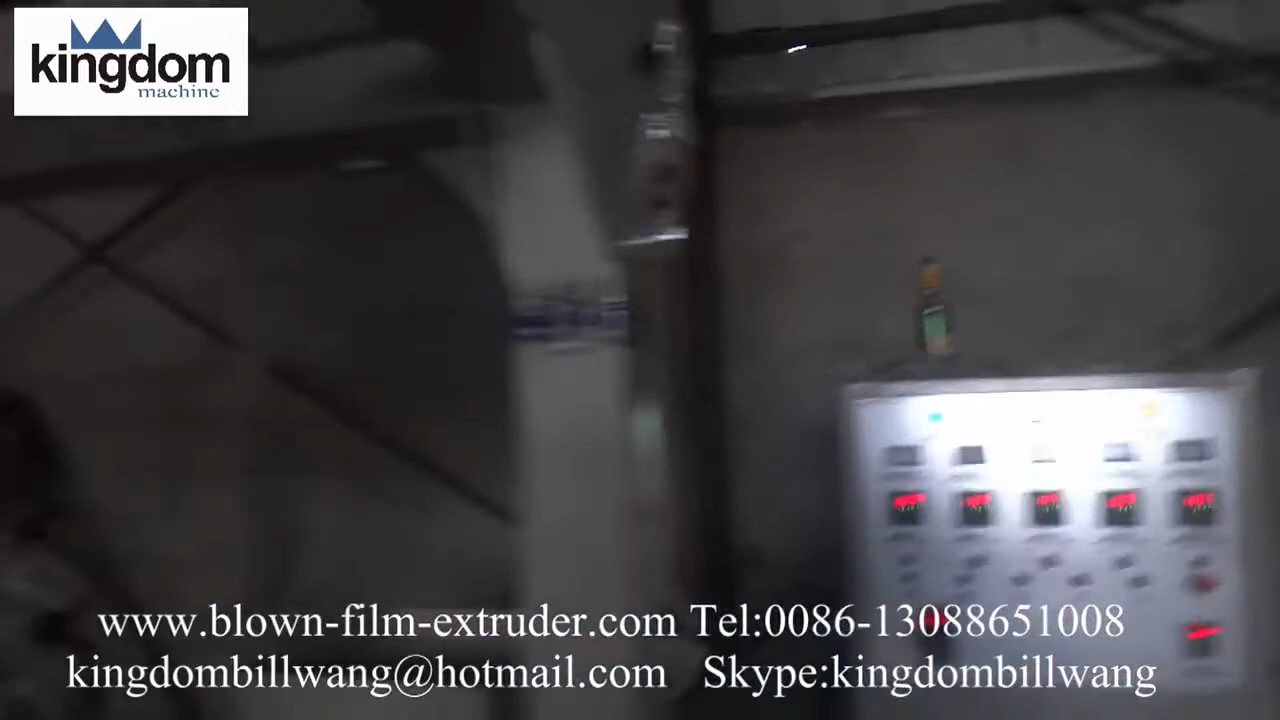 kingdom
machine
www.blown-film-extruder.com Tel:0086-13088651008
kingdombillwang@hotmail.com Skype:kingdombillwang